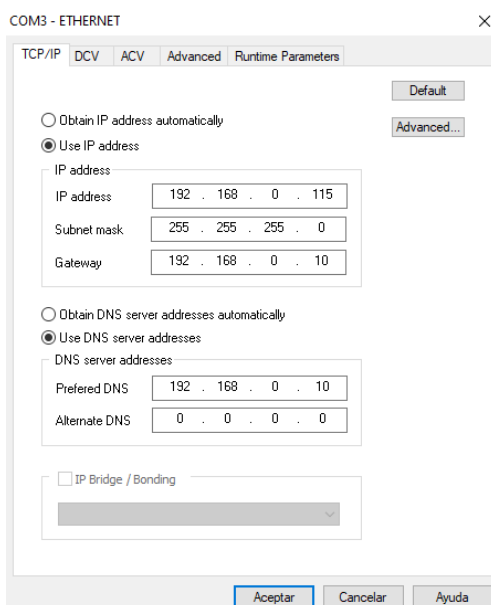 COM3 - ETHERNET
TCP/IP DCV ACV Advanced Runtime Parameters
Default
Obtain IP address automatically
Advanced...
Use IP address
IP address
IP address 192 . 168 . 0 . 115
Subnet mask 255 . 255 . 255 . 0
Gateway 192 . 168 . 0 . 10
Obtain DNS server addresses automatically
Use DNS server addresses
DNS server addresses
Prefered DNS 192 . 168 . 0 . 10
Alternate DNS 0 . 0 . 0 . 0
IP Bridge / Bonding
Aceptar Cancelar Ayuda